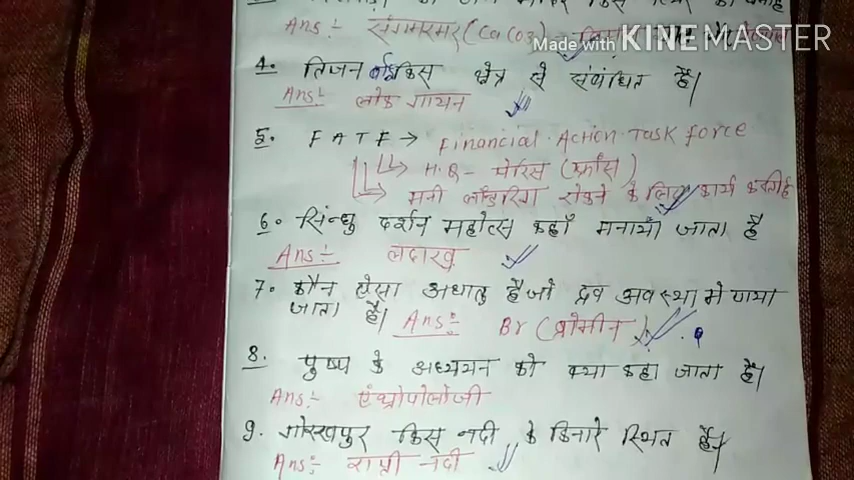 Ans:- संगमरमर (CaCO3)
Made with KINEMASTER
4. तिजन बाई किस क्षेत्र से संबंधित है।
Ans:- लोक गायन
5. FATF → Financial Action Task force
→ H.Q - पेरिस (फ्रांस)
→ मनी लॉन्डरिंग रोकने के लिए कार्य करती है
6. सिन्धु दर्शन महोत्स कहाँ मनायाँ जाता है
Ans:- लदाख
7. कौन ऐसा अधातु है जो द्रव अवस्था मे पाया
जाता है। Ans:- Br (ब्रोमीन)
8. पुष्प के अध्ययन को क्या कहा जाता है।
Ans:- एंथ्रोपोलोजी
9. गोरखपुर किस नदी के किनारे स्थित है।
Ans:- राप्ती नदी